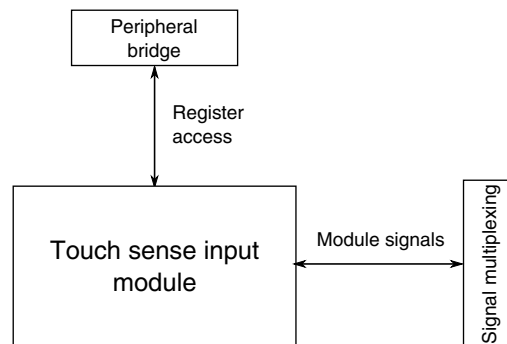 Peripheral
bridge
Register
access
Touch sense input
module
Module signals
Signal multiplexing